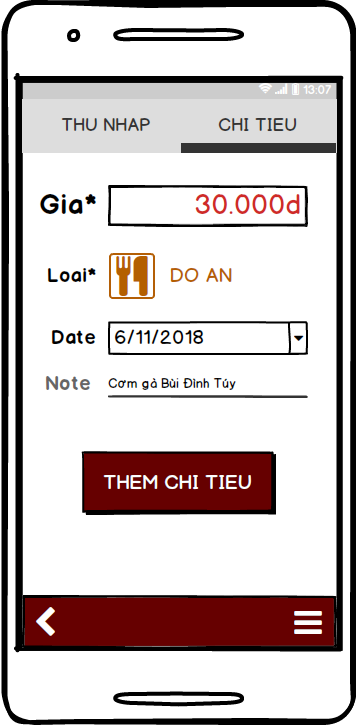 13:07
THU NHAP CHI TIEU
Gia* 30.000d
Loai* DO AN
Date 6/11/2018
Note Cơm gà Bùi Đình Túy
THEM CHI TIEU